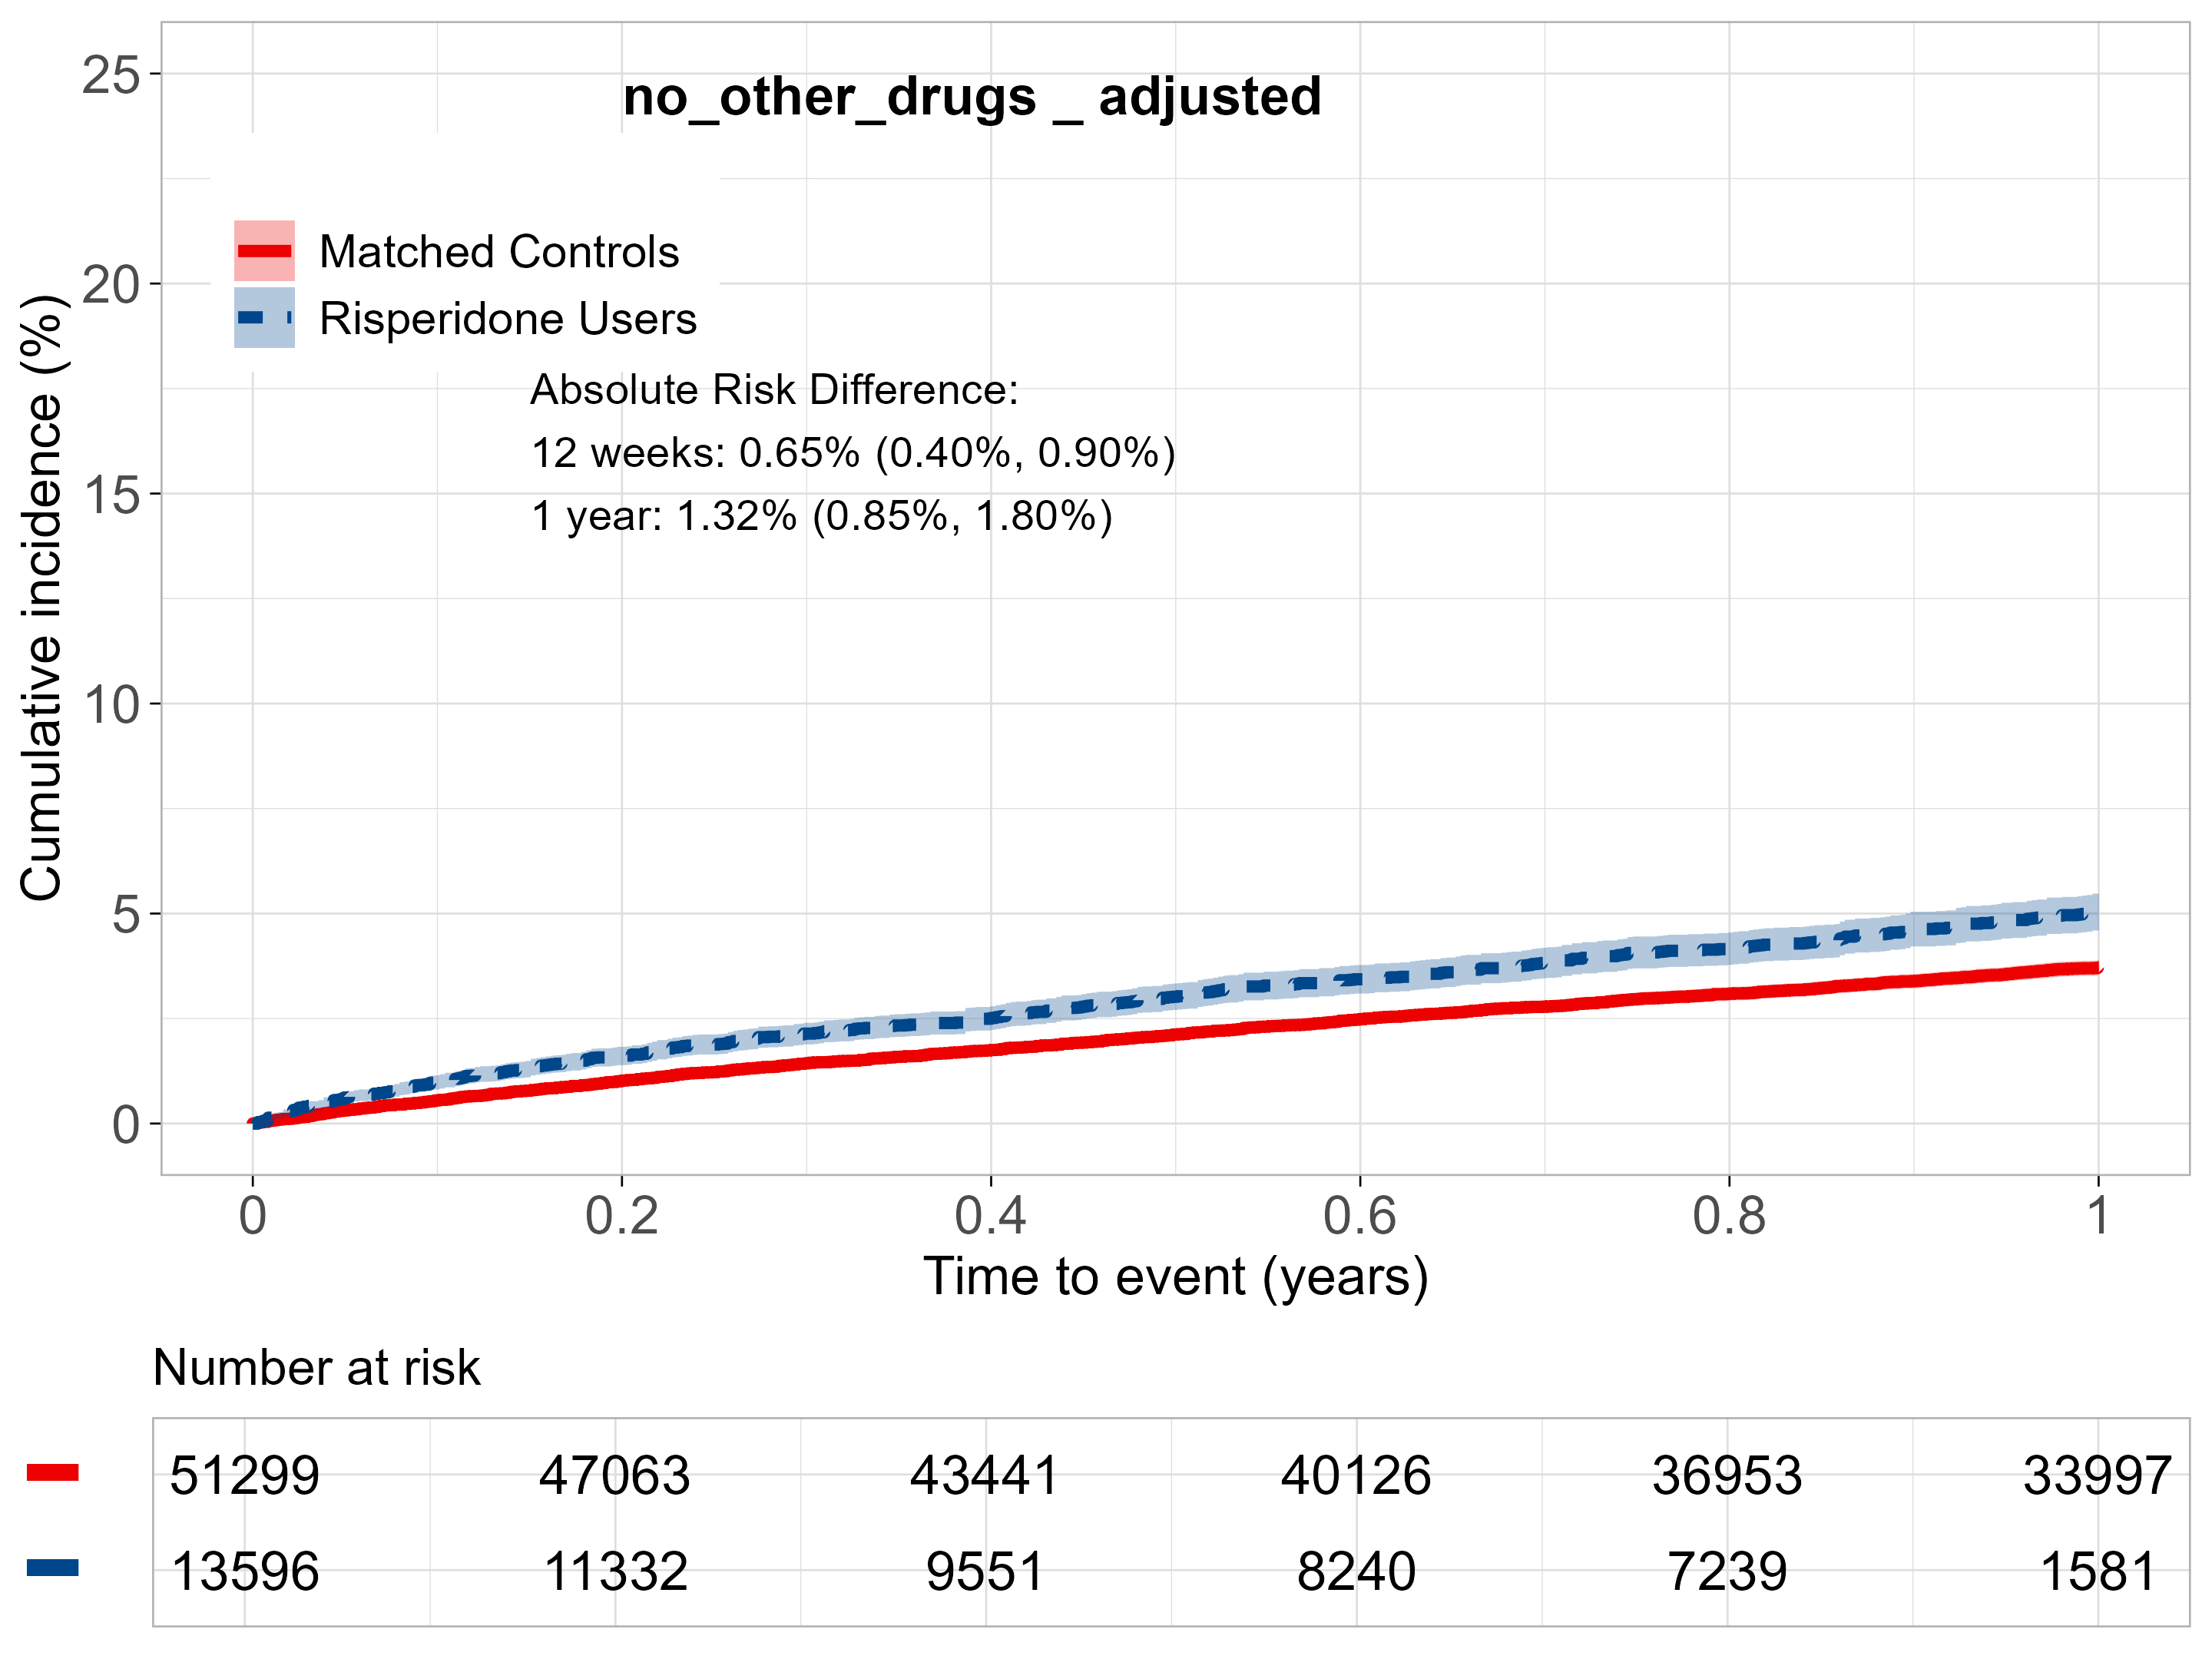 no_other_drugs _ adjusted
Matched Controls
Risperidone Users
Absolute Risk Difference:
12 weeks: 0.65% (0.40%, 0.90%)
1 year: 1.32% (0.85%, 1.80%)
Cumulative incidence (%)
25
20
15
10
5
0
0 0.2 0.4 0.6 0.8 1
Time to event (years)
Number at risk
51299 47063 43441 40126 36953 33997
13596 11332 9551 8240 7239 1581